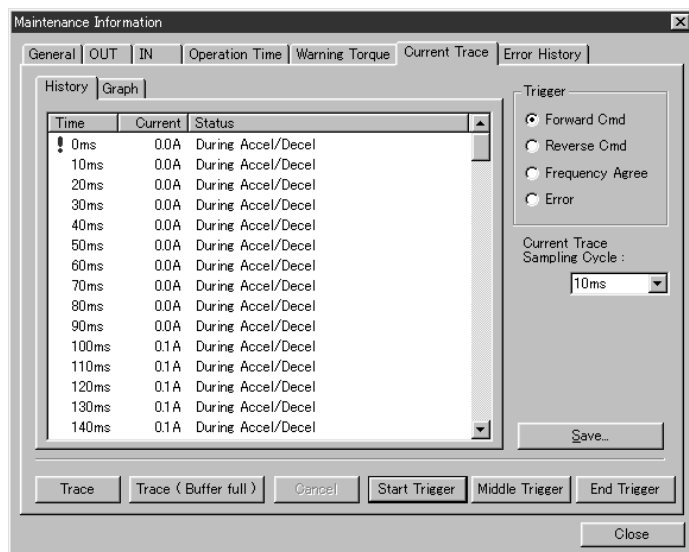 Maintenance Information
General OUT IN Operation Time Warning Torque Current Trace Error History
History Graph
Time Current Status
0ms 0.0A During Accel/Decel
10ms 0.0A During Accel/Decel
20ms 0.0A During Accel/Decel
30ms 0.0A During Accel/Decel
40ms 0.0A During Accel/Decel
50ms 0.0A During Accel/Decel
60ms 0.0A During Accel/Decel
70ms 0.0A During Accel/Decel
80ms 0.0A During Accel/Decel
90ms 0.0A During Accel/Decel
100ms 0.1A During Accel/Decel
110ms 0.1A During Accel/Decel
120ms 0.1A During Accel/Decel
130ms 0.1A During Accel/Decel
140ms 0.1A During Accel/Decel
Trigger
Forward Cmd
Reverse Cmd
Frequency Agree
Error
Current Trace
Sampling Cycle :
10ms
Save...
Trace Trace ( Buffer full ) Cancel Start Trigger Middle Trigger End Trigger
Close